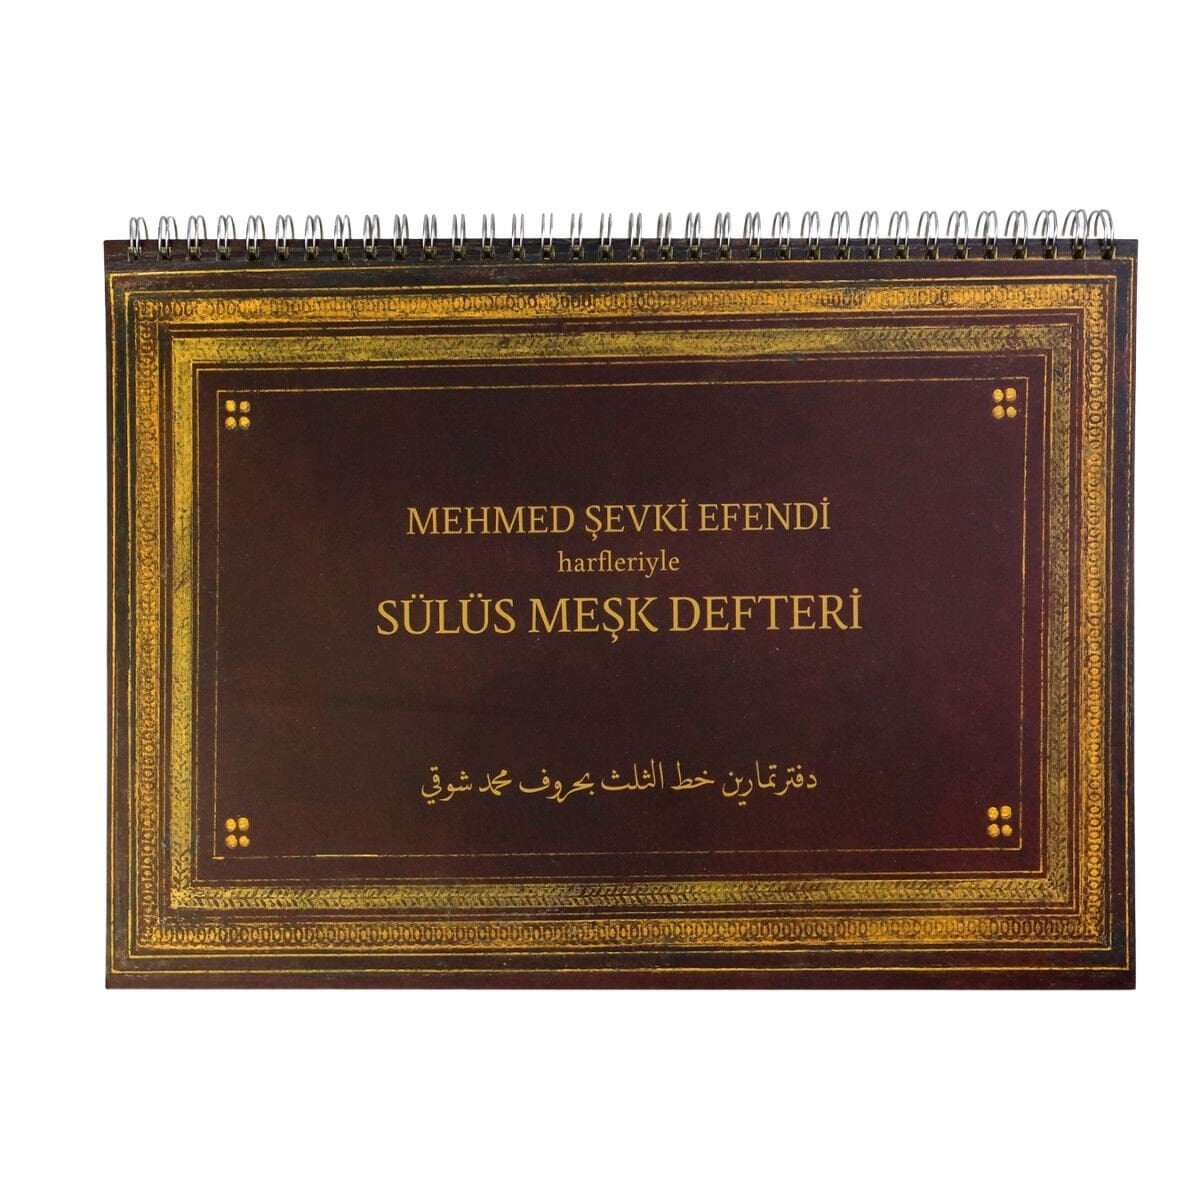 MEHMED ŞEVKİ EFENDİ
harfleriyle
SÜLÜS MEŞK DEFTERİ
دفتر تمارين خط الثلث بحروف محمد شوقي